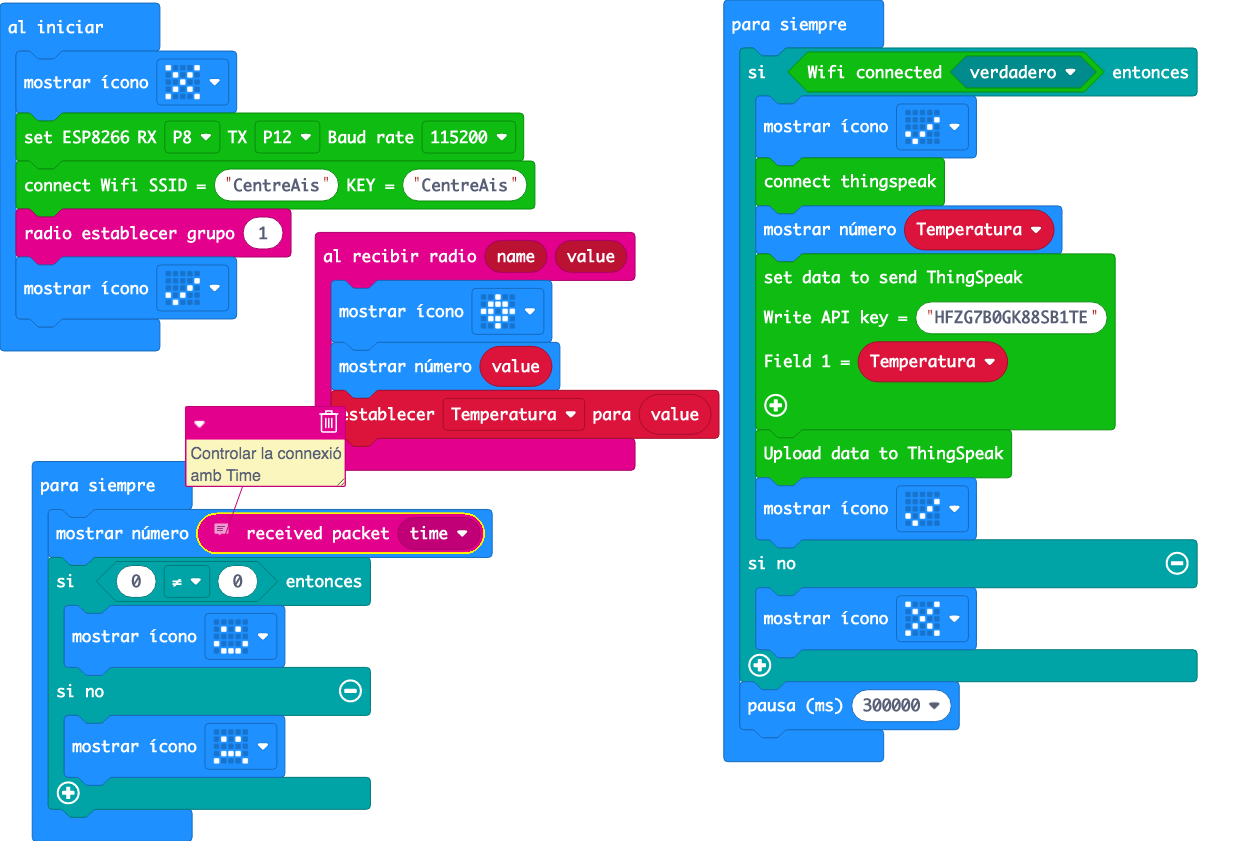 al iniciar
mostrar ícono
set ESP8266 RX P8 TX P12 Baud rate 115200
connect Wifi SSID = "CentreAis" KEY = "CentreAis"
radio establecer grupo 1
mostrar ícono
al recibir radio name value
mostrar ícono
mostrar número value
establecer Temperatura para value
Controlar la connexió
amb Time
para siempre
mostrar número received packet time
si 0 ≠ 0 entonces
mostrar ícono
si no
mostrar ícono
para siempre
si Wifi connected verdadero entonces
mostrar ícono
connect thingspeak
mostrar número Temperatura
set data to send ThingSpeak
Write API key = "HFZG7B0GK88SB1TE"
Field 1 = Temperatura
Upload data to ThingSpeak
mostrar ícono
si no
mostrar ícono
pausa (ms) 300000